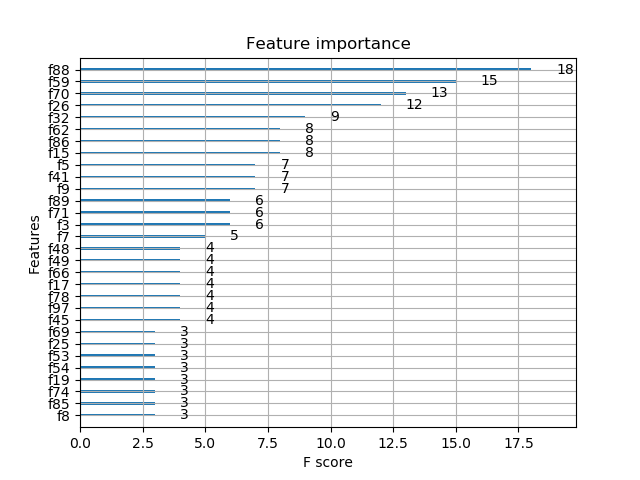 Feature importance
f88 18
f59 15
f70 13
f26 12
f32 9
f62 8
f86 8
f15 8
f5 7
f41 7
f9 7
f89 6
f71 6
f3 6
f7 5
f48 4
f49 4
f66 4
f17 4
f78 4
f97 4
f45 4
f69 3
f25 3
f53 3
f54 3
f19 3
f74 3
f85 3
f8 3
Features
0.0 2.5 5.0 7.5 10.0 12.5 15.0 17.5
F score